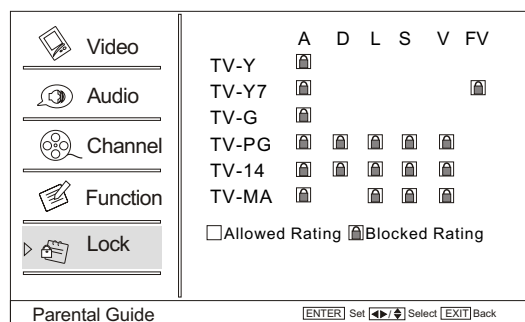 Video
Audio
Channel
Function
Lock
A D L S V FV
TV-Y
TV-Y7
TV-G
TV-PG
TV-14
TV-MA
Allowed Rating Blocked Rating
Parental Guide
ENTER Set / Select EXIT Back